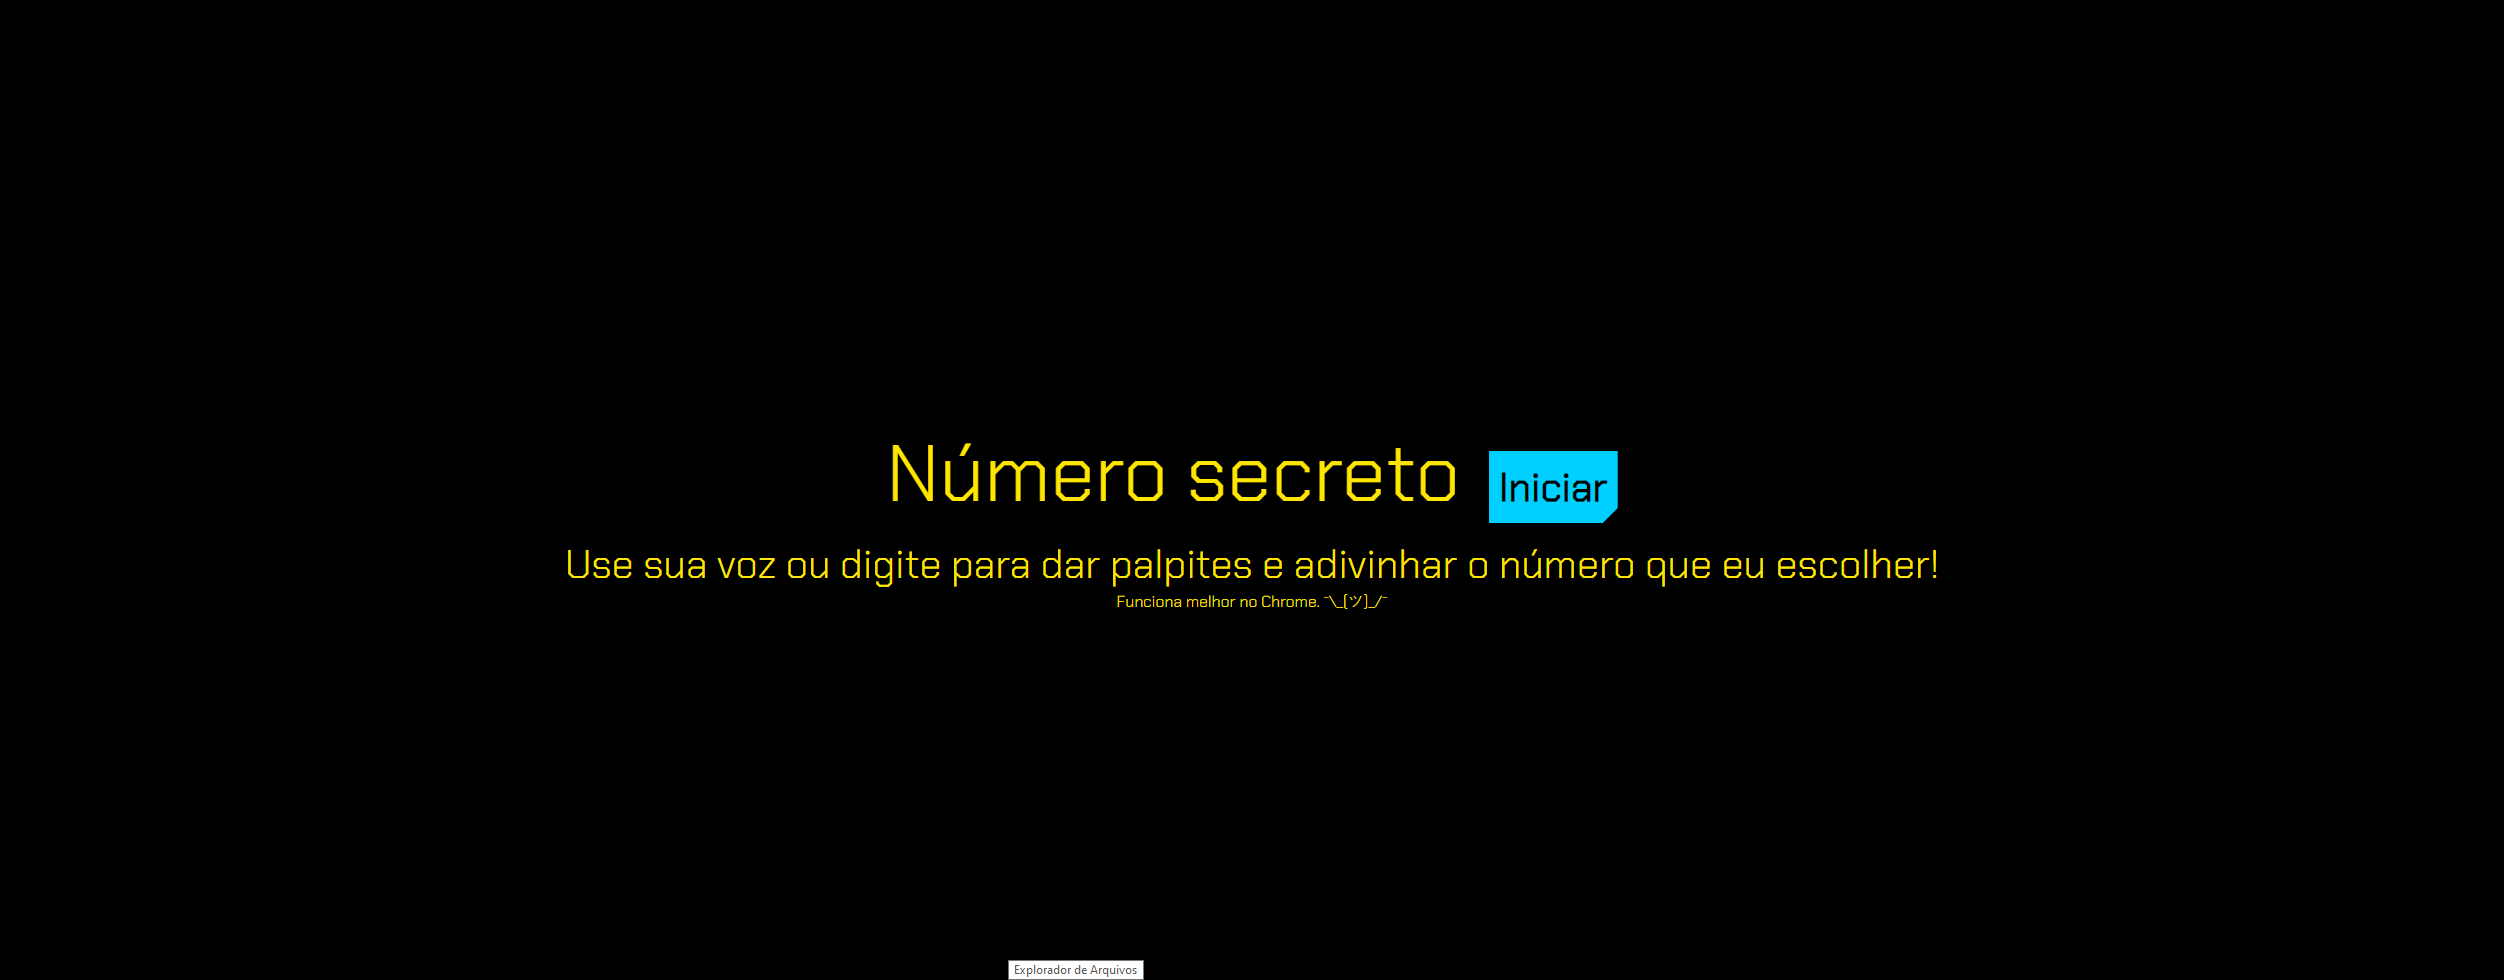 Número secreto Iniciar
Use sua voz ou digite para dar palpites e adivinhar o número que eu escolher!
Funciona melhor no Chrome. ¯\_(ツ)_/¯
Explorador de Arquivos